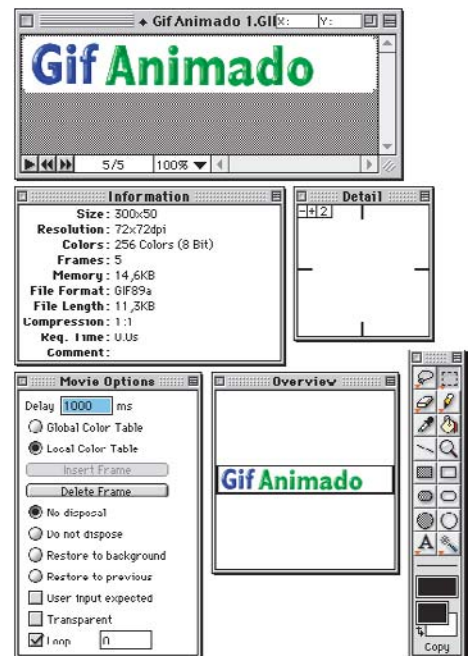 Gif Animado 1.GIF
X:
Y:
Gif Animado
5/5
100%
Information
Size: 300x50
Resolution: 72x72dpi
Colors: 256 Colors (8 Bit)
Frames: 5
Memory: 14,6KB
File Format: GIF89a
File Length: 11,3KB
Compression: 1:1
Req. Time: 0.0s
Comment:
Detail
2
Movie Options
Delay 1000 ms
Global Color Table
Local Color Table
Insert Frame
Delete Frame
No disposal
Do not dispose
Restore to background
Restore to previous
User input expected
Transparent
Loop 0
Overview
Gif Animado
A
Copy